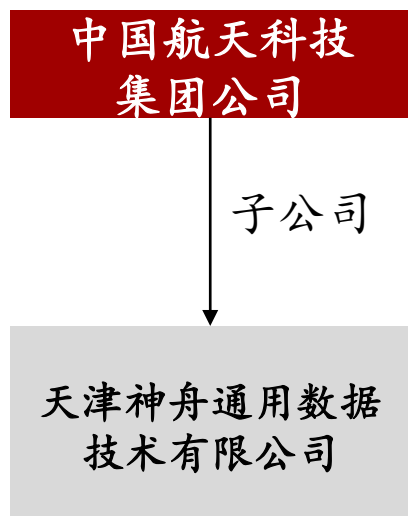 中国航天科技
集团公司
子公司
天津神舟通用数据
技术有限公司